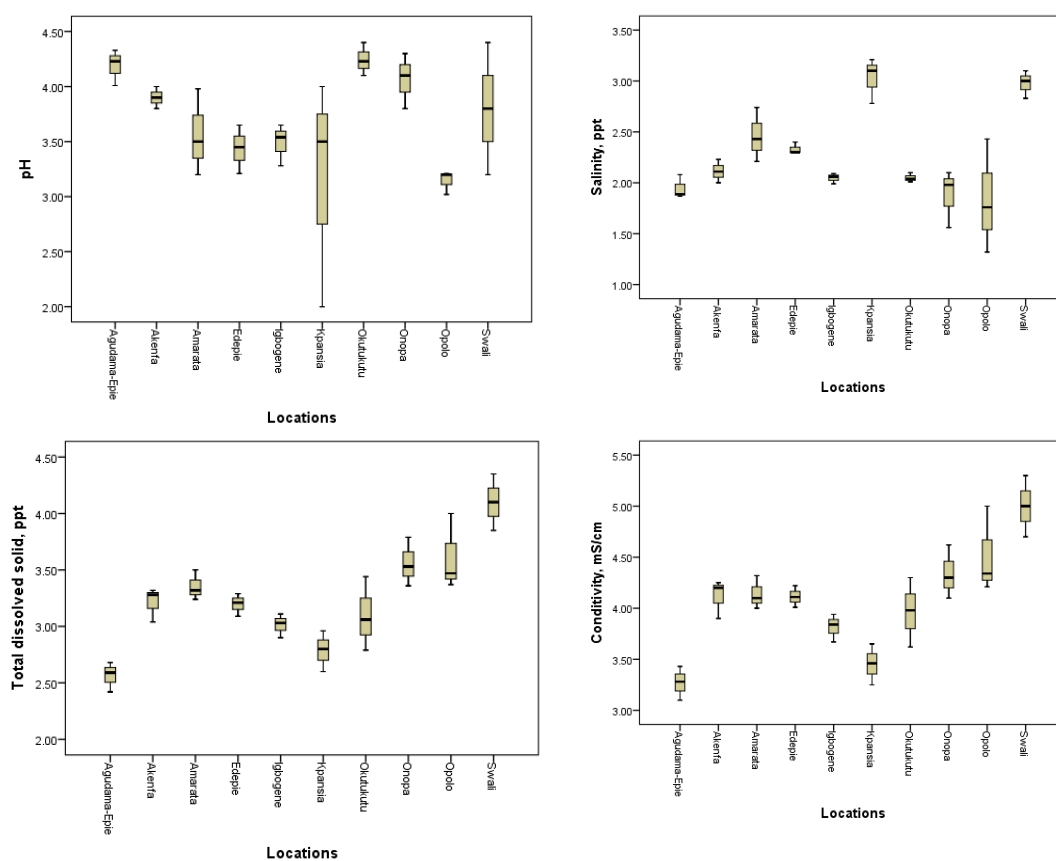 pH
4.50
4.00
3.50
3.00
2.50
2.00
Agudama-Epie
Akenfa
Amarata
Edepie
Igbogene
Kpansia
Okutukutu
Onopa
Opolo
Swali
Locations
Salinity, ppt
3.50
3.00
2.50
2.00
1.50
1.00
Agudama-Epie
Akenfa
Amarata
Edepie
Igbogene
Kpansia
Okutukutu
Onopa
Opolo
Swali
Locations
Total dissolved solid, ppt
4.50
4.00
3.50
3.00
2.50
2.00
Agudama-Epie
Akenfa
Amarata
Edepie
Igbogene
Kpansia
Okutukutu
Onopa
Opolo
Swali
Locations
Conditivity, mS/cm
5.50
5.00
4.50
4.00
3.50
3.00
Agudama-Epie
Akenfa
Amarata
Edepie
Igbogene
Kpansia
Okutukutu
Onopa
Opolo
Swali
Locations